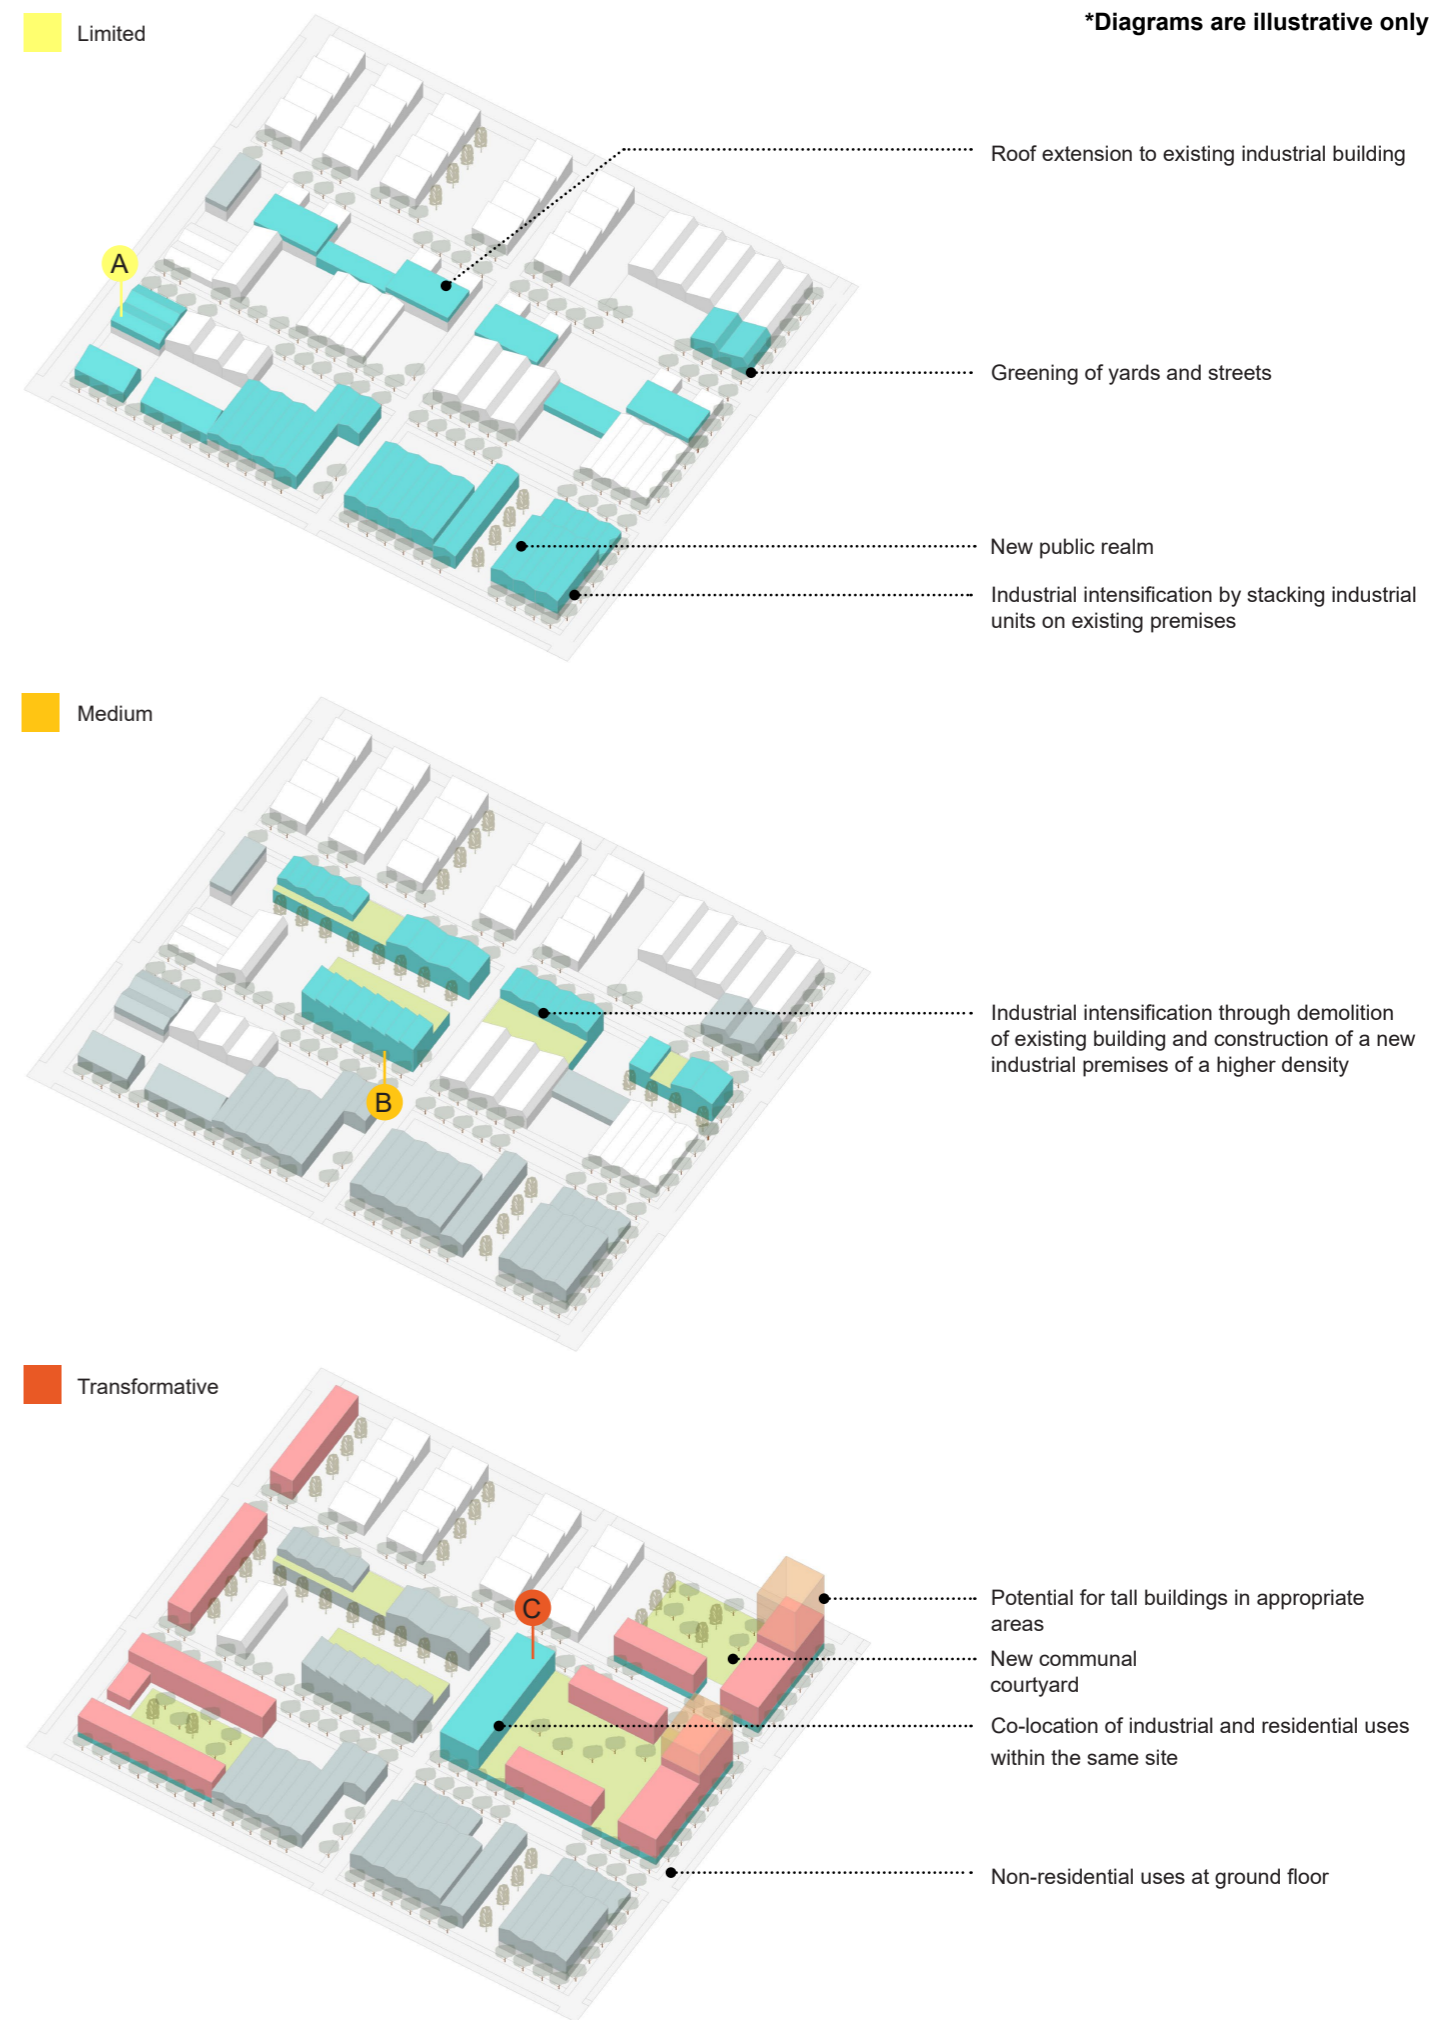 *Diagrams are illustrative only
Limited
Roof extension to existing industrial building
A
Greening of yards and streets
New public realm
Industrial intensification by stacking industrial
units on existing premises
Medium
Industrial intensification through demolition
of existing building and construction of a new
industrial premises of a higher density
B
Transformative
Potential for tall buildings in appropriate
areas
C
New communal
courtyard
Co-location of industrial and residential uses
within the same site
Non-residential uses at ground floor